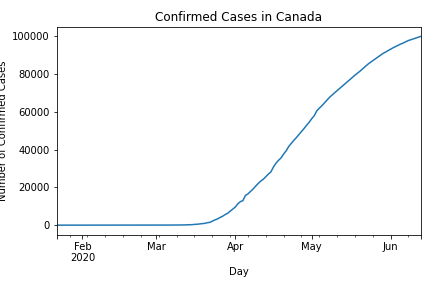 Confirmed Cases in Canada
100000
80000
60000
40000
20000
0
Number of Confirmed Cases
Feb
2020
Mar
Apr
May
Jun
Day